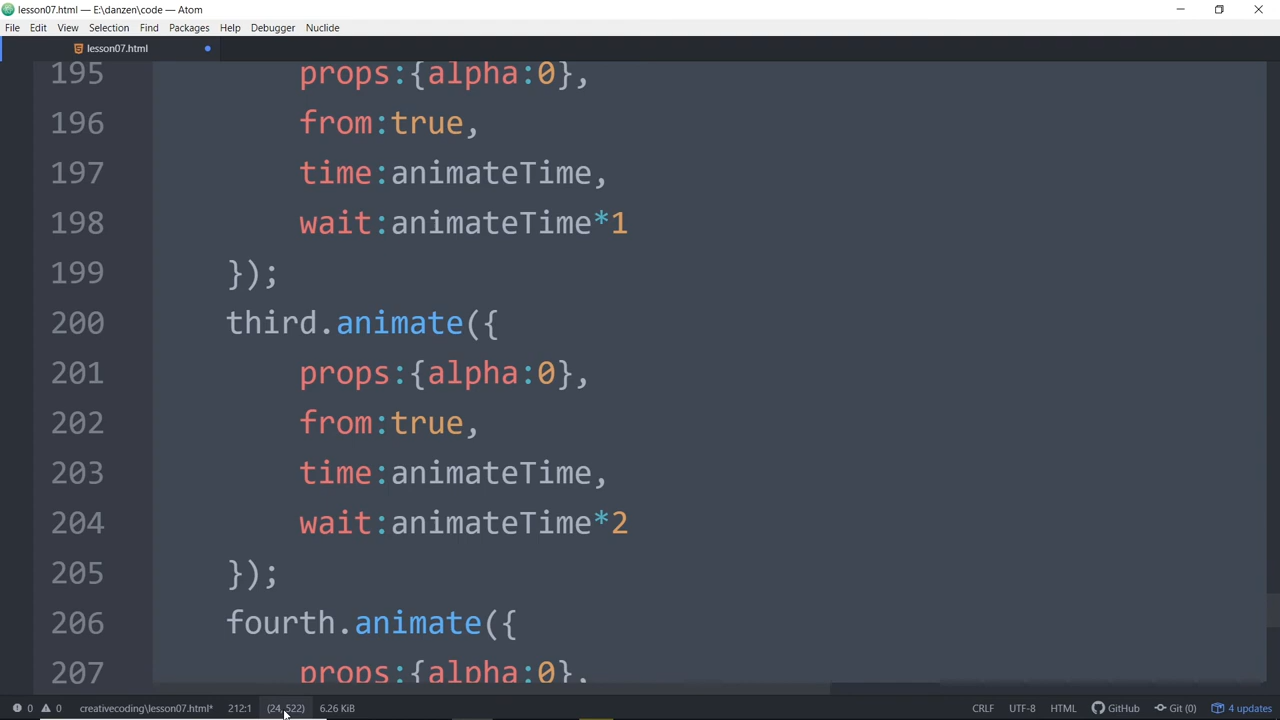 lesson07.html — E:\danzen\code — Atom
File Edit View Selection Find Packages Help Debugger Nuclide
lesson07.html
195 props:{alpha:0},
196 from:true,
197 time:animateTime,
198 wait:animateTime*1
199 });
200 third.animate({
201 props:{alpha:0},
202 from:true,
203 time:animateTime,
204 wait:animateTime*2
205 });
206 fourth.animate({
207 props:{alpha:0},
0 0 creativecoding\lesson07.html* 212:1 (24, 522) 6.26 KiB CRLF UTF-8 HTML GitHub Git (0) 4 updates